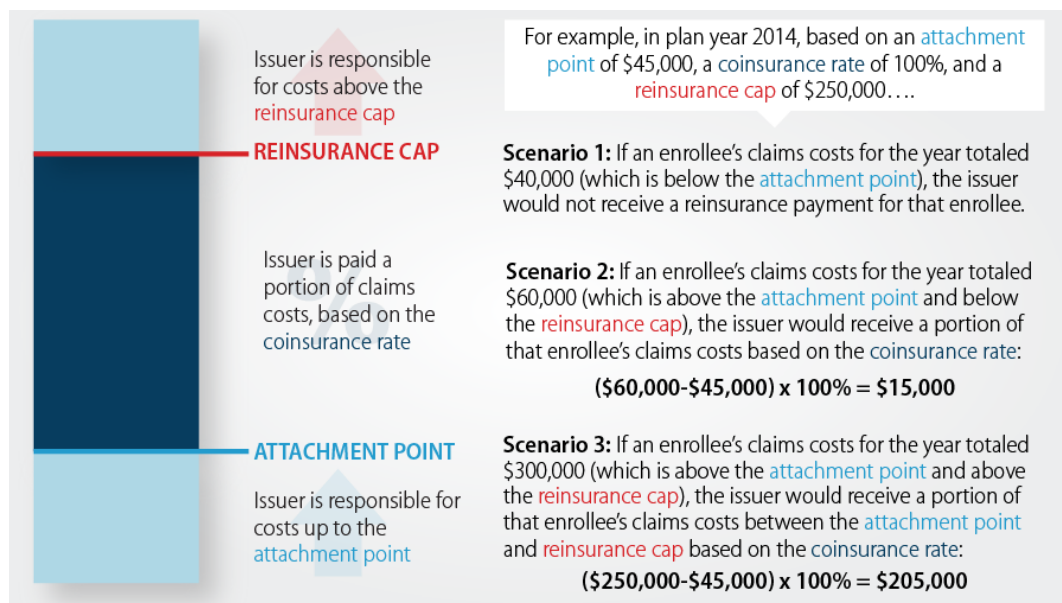 Issuer is responsible
for costs above the
reinsurance cap
REINSURANCE CAP
%
Issuer is paid a
portion of claims
costs, based on the
coinsurance rate
ATTACHMENT POINT
Issuer is responsible for
costs up to the
attachment point
For example, in plan year 2014, based on an attachment
point of $45,000, a coinsurance rate of 100%, and a
reinsurance cap of $250,000….
Scenario 1: If an enrollee’s claims costs for the year totaled
$40,000 (which is below the attachment point), the issuer
would not receive a reinsurance payment for that enrollee.
Scenario 2: If an enrollee’s claims costs for the year totaled
$60,000 (which is above the attachment point and below
the reinsurance cap), the issuer would receive a portion of
that enrollee’s claims costs based on the coinsurance rate:
($60,000-$45,000) x 100% = $15,000
Scenario 3: If an enrollee’s claims costs for the year totaled
$300,000 (which is above the attachment point and above
the reinsurance cap), the issuer would receive a portion of
that enrollee’s claims costs between the attachment point
and reinsurance cap based on the coinsurance rate:
($250,000-$45,000) x 100% = $205,000